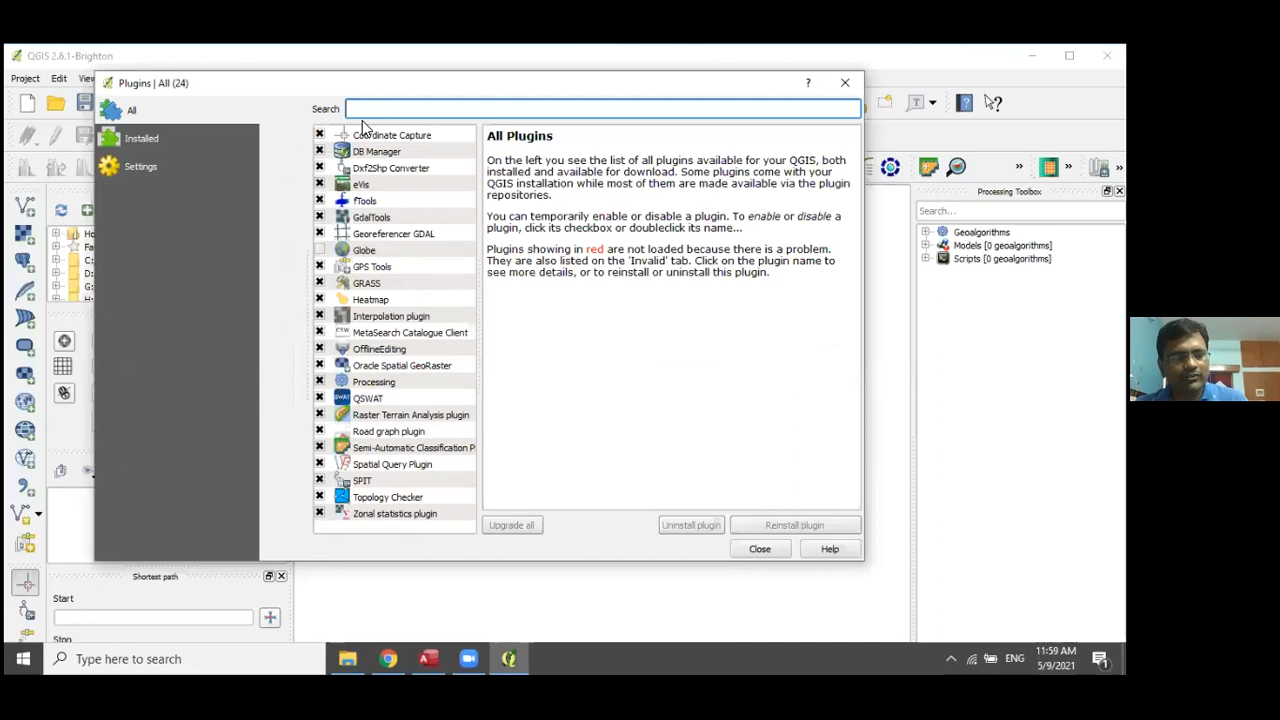 QGIS 2.6.1-Brighton
Project Edit
Plugins | All (24)
All
Installed
Settings
Search
Coordinate Capture
DB Manager
Dxf2Shp Converter
eVis
fTools
GdalTools
Georeferencer GDAL
Globe
GPS Tools
GRASS
Heatmap
Interpolation plugin
MetaSearch Catalogue Client
OfflineEditing
Oracle Spatial GeoRaster
Processing
QSWAT
Raster Terrain Analysis plugin
Road graph plugin
Semi-Automatic Classification P
Spatial Query Plugin
SPIT
Topology Checker
Zonal statistics plugin
All Plugins
On the left you see the list of all plugins available for your QGIS, both
installed and available for download. Some plugins come with your
QGIS installation while most of them are made available via the plugin
repositories.
You can temporarily enable or disable a plugin. To enable or disable a
plugin, click its checkbox or doubleclick its name...
Plugins showing in red are not loaded because there is a problem.
They are also listed on the 'Invalid' tab. Click on the plugin name to
see more details, or to reinstall or uninstall this plugin.
Upgrade all
Uninstall plugin
Reinstall plugin
Close
Help
Processing Toolbox
Search...
Geoalgorithms
Models [0 geoalgorithms]
Scripts [0 geoalgorithms]
C:
D:
G:
Shortest path
Start
Stop
Type here to search
ENG
11:59 AM
5/9/2021